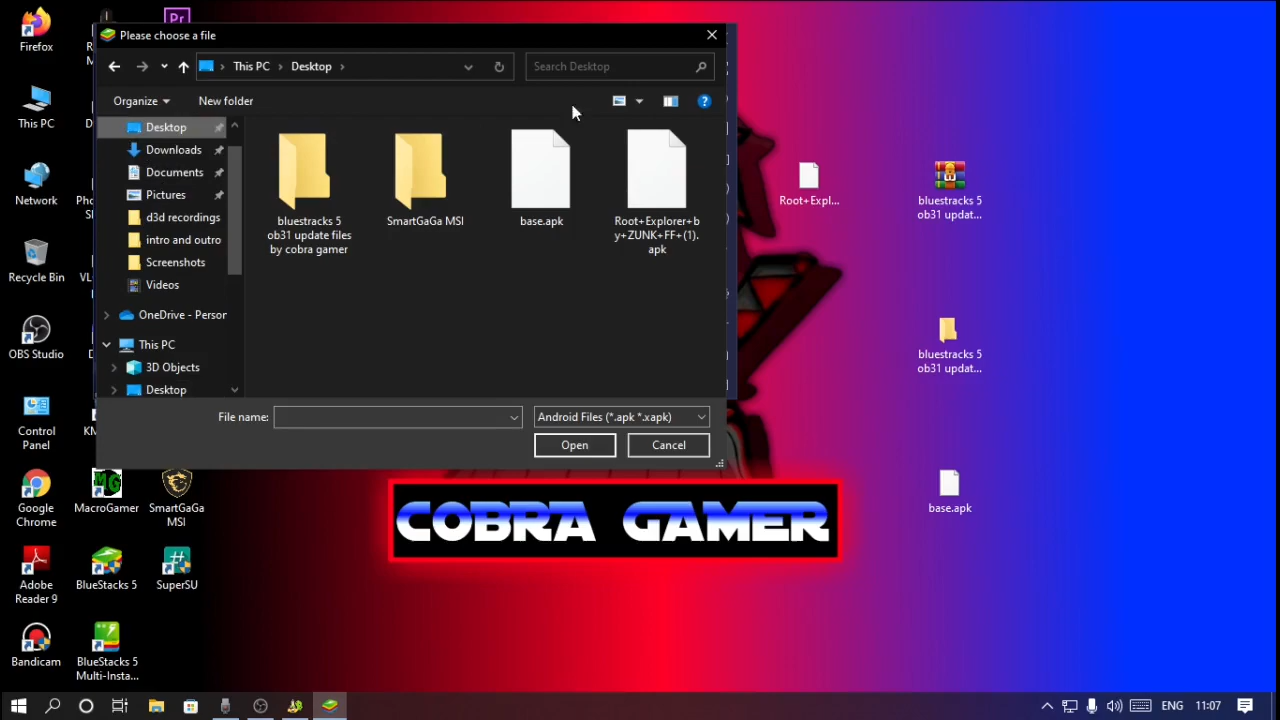 Please choose a file
This PC
Desktop
Search Desktop
Organize
New folder
Desktop
Downloads
Documents
Pictures
d3d recordings
intro and outro
Screenshots
Videos
OneDrive - Person
This PC
3D Objects
Desktop
bluestracks 5
ob31 update files
by cobra gamer
SmartGaGa MSI
base.apk
Root+Explorer+b
y+ZUNK+FF+(1).
apk
File name:
Android Files (*.apk *.xapk)
Open
Cancel
Firefox
This PC
Network
Recycle Bin
OBS Studio
Control
Panel
Google
Chrome
Adobe
Reader 9
Bandicam
Pr
MG
MacroGamer
SmartGaGa
MSI
BlueStacks 5
SuperSU
BlueStacks 5
Multi-Insta...
Root+Expl...
bluestracks 5
ob31 updat...
bluestracks 5
ob31 updat...
base.apk
COBRA GAMER
ENG
11:07